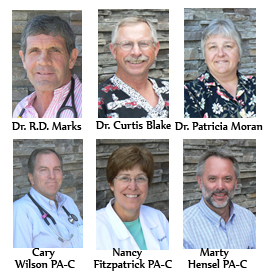 Dr. R.D. Marks
Dr. Curtis Blake
Dr. Patricia Moran
Cary
Wilson PA-C
Nancy
Fitzpatrick PA-C
Marty
Hensel PA-C